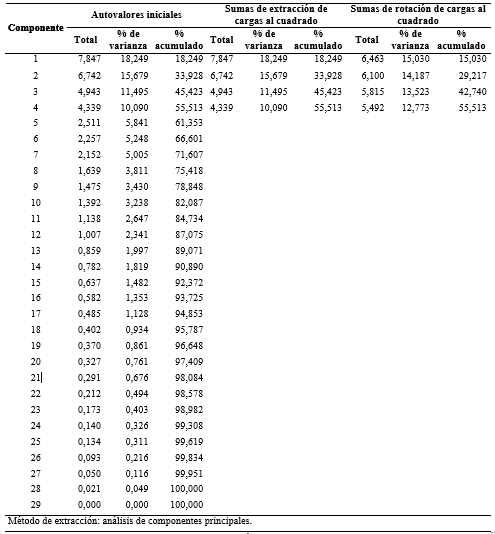 Componente Autovalores iniciales Sumas de extracción de cargas al cuadrado Sumas de rotación de cargas al cuadrado
Total % de varianza % acumulado Total % de varianza % acumulado Total % de varianza % acumulado
1 7,847 18,249 18,249 7,847 18,249 18,249 6,463 15,030 15,030
2 6,742 15,679 33,928 6,742 15,679 33,928 6,100 14,187 29,217
3 4,943 11,495 45,423 4,943 11,495 45,423 5,815 13,523 42,740
4 4,339 10,090 55,513 4,339 10,090 55,513 5,492 12,773 55,513
5 2,511 5,841 61,353
6 2,257 5,248 66,601
7 2,152 5,005 71,607
8 1,639 3,811 75,418
9 1,475 3,430 78,848
10 1,392 3,238 82,087
11 1,138 2,647 84,734
12 1,007 2,341 87,075
13 0,859 1,997 89,071
14 0,782 1,819 90,890
15 0,637 1,482 92,372
16 0,582 1,353 93,725
17 0,485 1,128 94,853
18 0,402 0,934 95,787
19 0,370 0,861 96,648
20 0,327 0,761 97,409
21 0,291 0,676 98,084
22 0,212 0,494 98,578
23 0,173 0,403 98,982
24 0,140 0,326 99,308
25 0,134 0,311 99,619
26 0,093 0,216 99,834
27 0,050 0,116 99,951
28 0,021 0,049 100,000
29 0,000 0,000 100,000
Método de extracción: análisis de componentes principales.